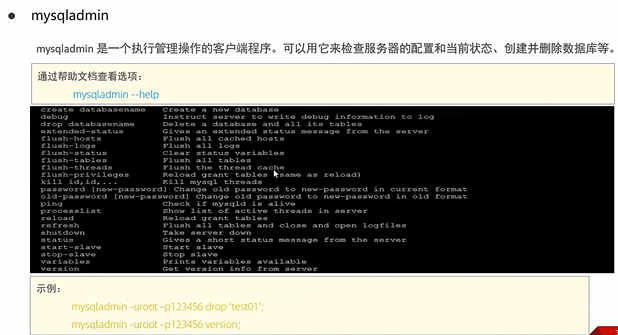 mysqladmin
mysqladmin 是一个执行管理操作的客户端程序。可以用它来检查服务器的配置和当前状态、创建并删除数据库等。
通过帮助文档查看选项：
mysqladmin --help
create databasename Create a new database
debug Instruct server to write debug information to log
drop databasename Delete a database and all its tables
extended-status Gives an extended status message from the server
flush-hosts Flush all cached hosts
flush-logs Flush all logs
flush-status Clear status variables
flush-tables Flush all tables
flush-threads Flush the thread cache
flush-privileges Reload grant tables (same as reload)
kill id,id,... Kill mysql threads
password [new-password] Change old password to new-password in current format
old-password [new-password] Change old password to new-password in old format
ping Check if mysqld is alive
processlist Show list of active threads in server
reload Reload grant tables
refresh Flush all tables and close and open logfiles
shutdown Take server down
status Gives a short status message from the server
start-slave Start slave
stop-slave Stop slave
variables Prints variables available
version Get version info from server
示例：
mysqladmin -uroot -p123456 drop 'test01';
mysqladmin -uroot -p123456 version;